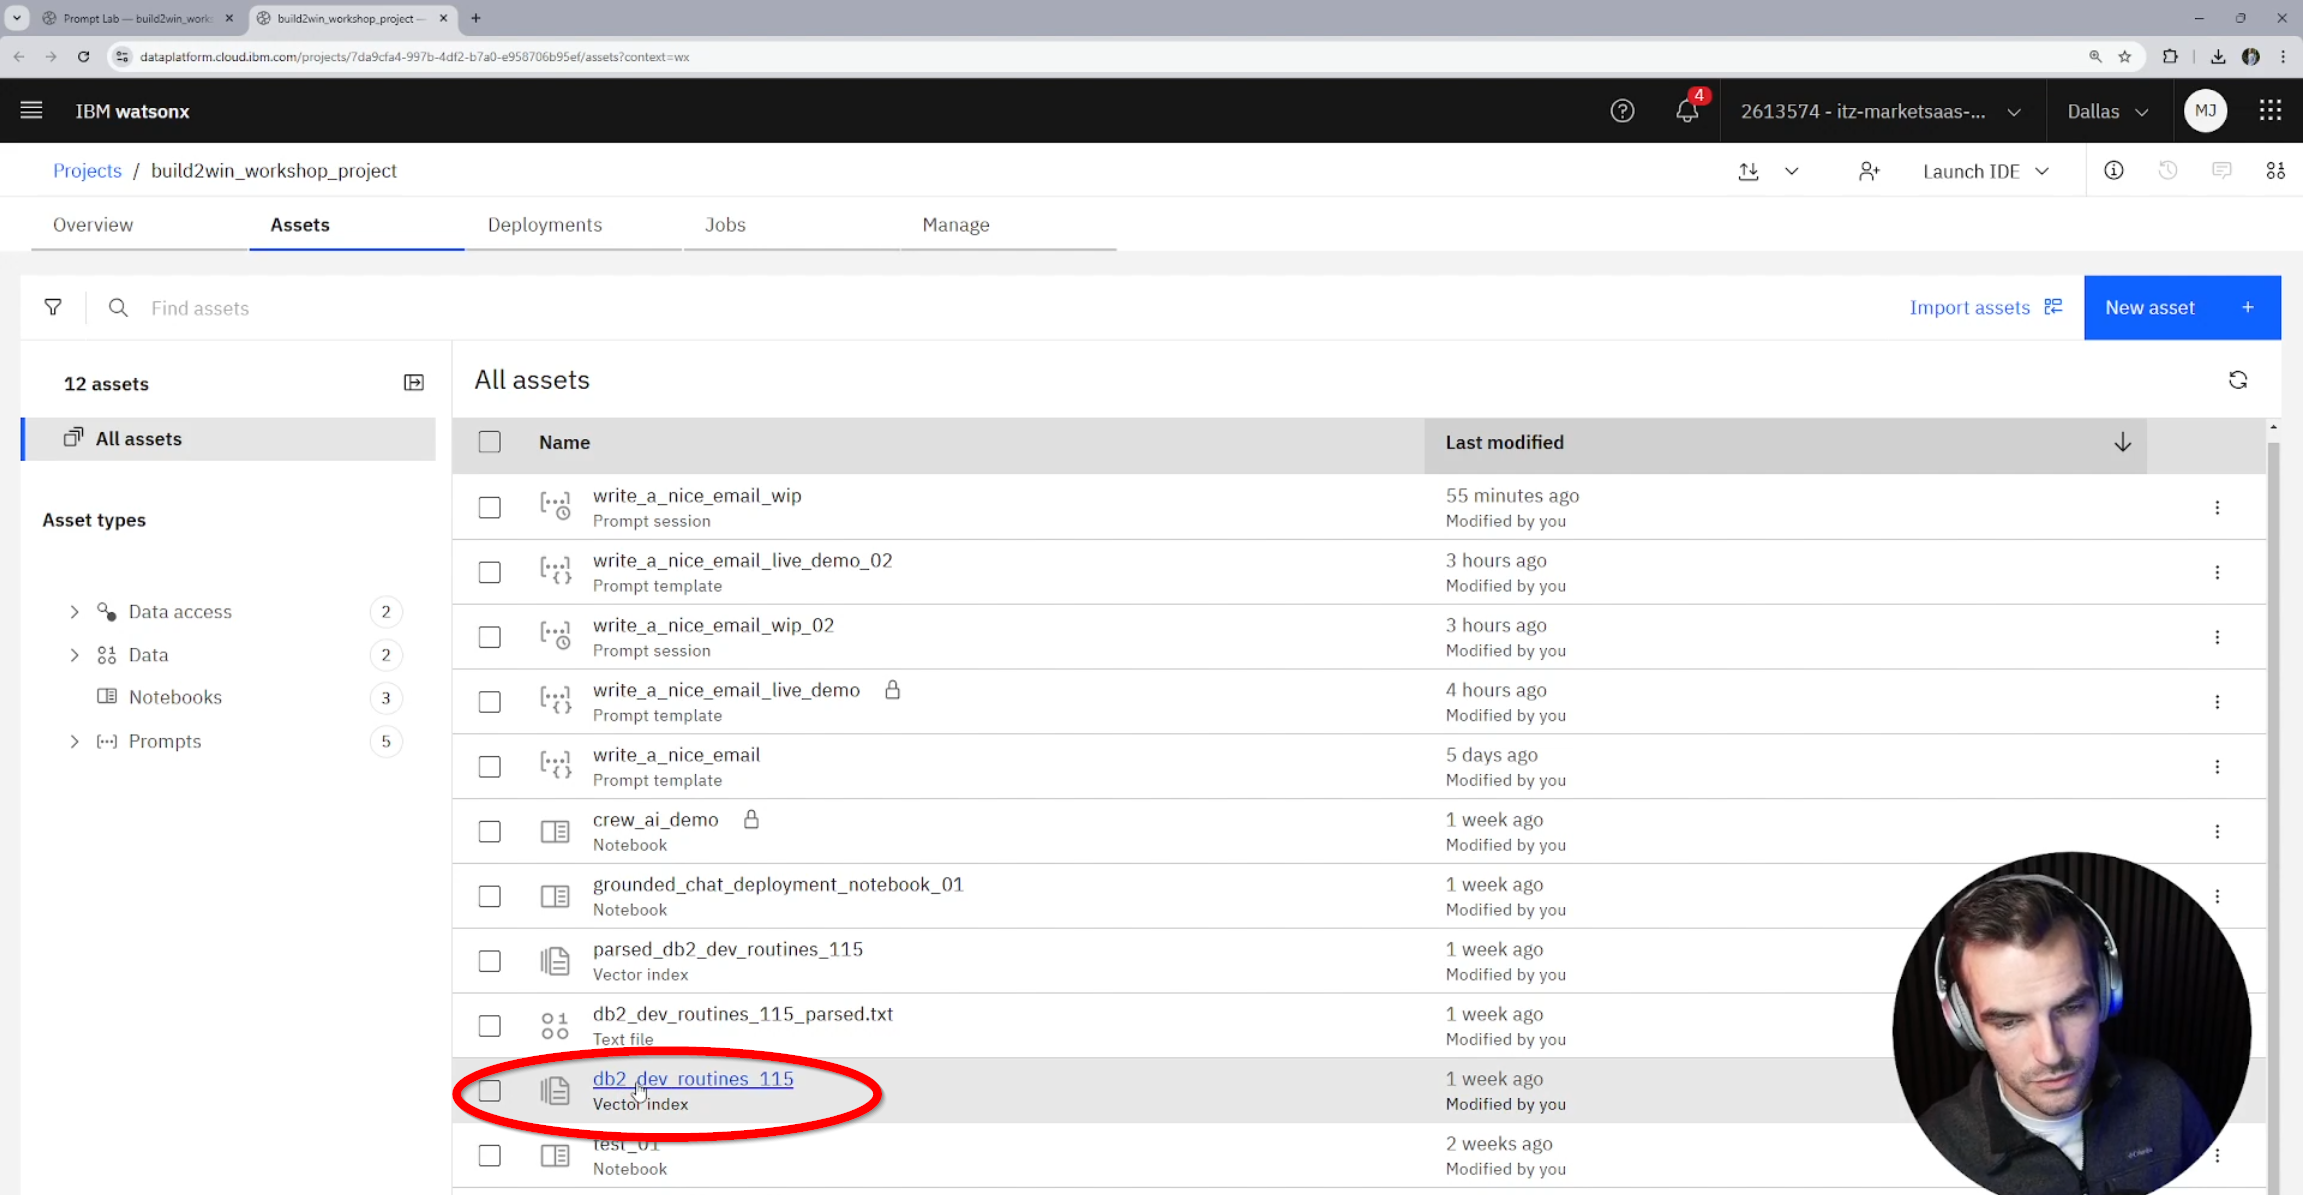 Prompt Lab — build2win_works
build2win_workshop_project —
dataplatform.cloud.ibm.com/projects/7da9cfa4-997b-4df2-b7a0-e958706b95ef/assets?context=wx
IBM watsonx
4
2613574 - itz-marketsaas-...
Dallas
MJ
Projects / build2win_workshop_project
Launch IDE
Overview
Assets
Deployments
Jobs
Manage
Find assets
Import assets
New asset +
12 assets
All assets
Asset types
Data access 2
Data 2
Notebooks 3
Prompts 5
All assets
Name
Last modified
write_a_nice_email_wip
Prompt session
55 minutes ago
Modified by you
write_a_nice_email_live_demo_02
Prompt template
3 hours ago
Modified by you
write_a_nice_email_wip_02
Prompt session
3 hours ago
Modified by you
write_a_nice_email_live_demo
Prompt template
4 hours ago
Modified by you
write_a_nice_email
Prompt template
5 days ago
Modified by you
crew_ai_demo
Notebook
1 week ago
Modified by you
grounded_chat_deployment_notebook_01
Notebook
1 week ago
Modified by you
parsed_db2_dev_routines_115
Vector index
1 week ago
Modified by you
db2_dev_routines_115_parsed.txt
Text file
1 week ago
Modified by you
db2_dev_routines_115
Vector index
1 week ago
Modified by you
test_01
Notebook
2 weeks ago
Modified by you